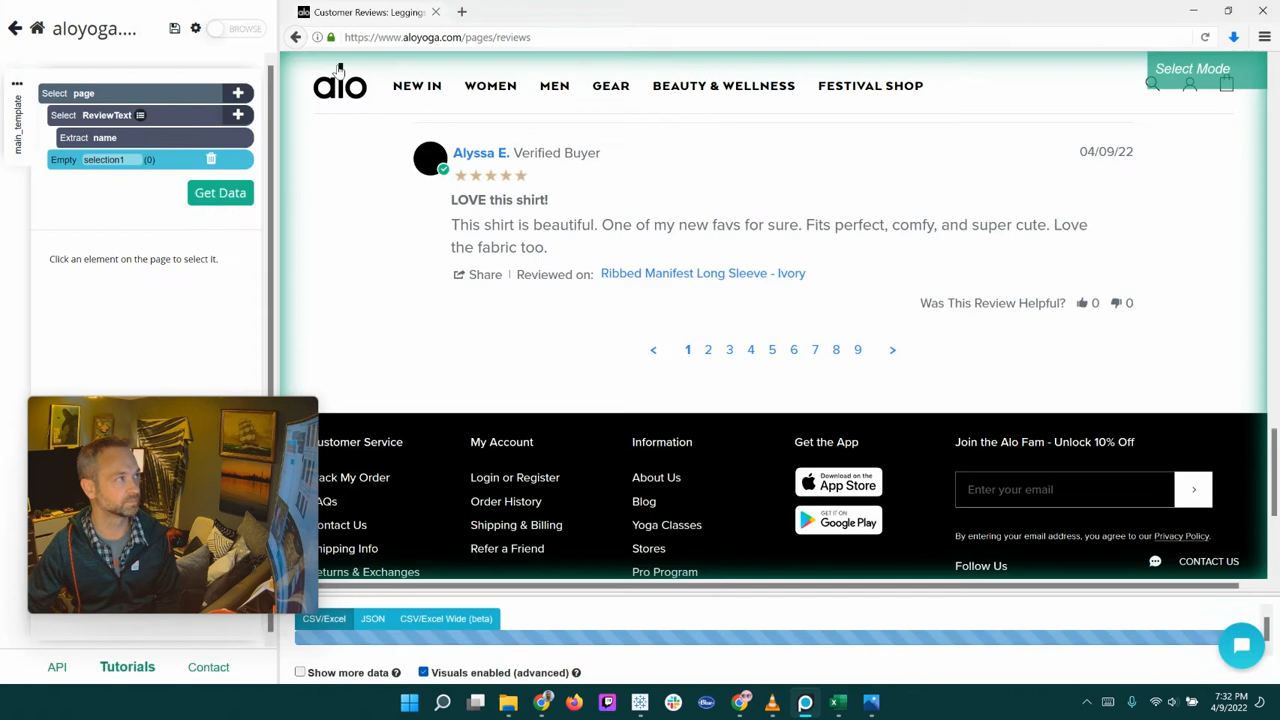 Customer Reviews: Legging
aloyoga....
BROWSE
https://www.aloyoga.com/pages/reviews
main_template
Select page
Select ReviewText
Extract name
Empty selection1 (0)
Get Data
Click an element on the page to select it.
Select Mode
alo NEW IN WOMEN MEN GEAR BEAUTY & WELLNESS FESTIVAL SHOP
Alyssa E. Verified Buyer 04/09/22
LOVE this shirt!
This shirt is beautiful. One of my new favs for sure. Fits perfect, comfy, and super cute. Love
the fabric too.
Share | Reviewed on: Ribbed Manifest Long Sleeve - Ivory
Was This Review Helpful? 0 0
< 1 2 3 4 5 6 7 8 9 >
ustomer Service
ack My Order
AQs
ontact Us
hipping Info
eturns & Exchanges
My Account
Login or Register
Order History
Shipping & Billing
Refer a Friend
Information
About Us
Blog
Yoga Classes
Stores
Pro Program
Get the App
Download on the
App Store
GET IT ON
Google Play
Join the Alo Fam - Unlock 10% Off
Enter your email >
By entering your email address, you agree to our Privacy Policy.
CONTACT US
Follow Us
CSV/Excel JSON CSV/Excel Wide (beta)
Show more data ? Visuals enabled (advanced) ?
API Tutorials Contact
7:32 PM
4/9/2022